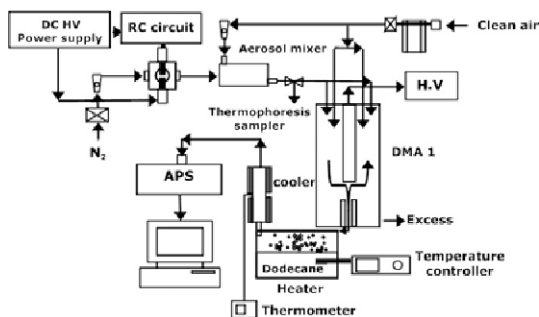 DC HV
Power supply
RC circuit
Aerosol mixer
Clean air
Thermophoresis
sampler
H.V
N2
DMA 1
APS
cooler
Excess
Dodecane
Temperature
controller
Heater
Thermometer